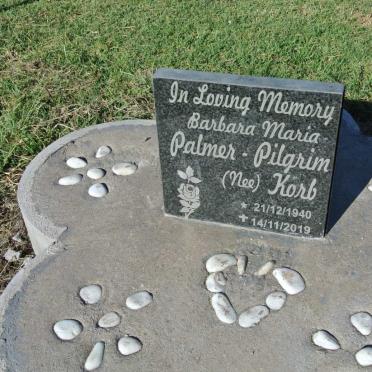 In Loving Memory
Barbara Maria
Palmer - Pilgrim
(Nee) Korb
* 21/12/1940
+ 14/11/2019